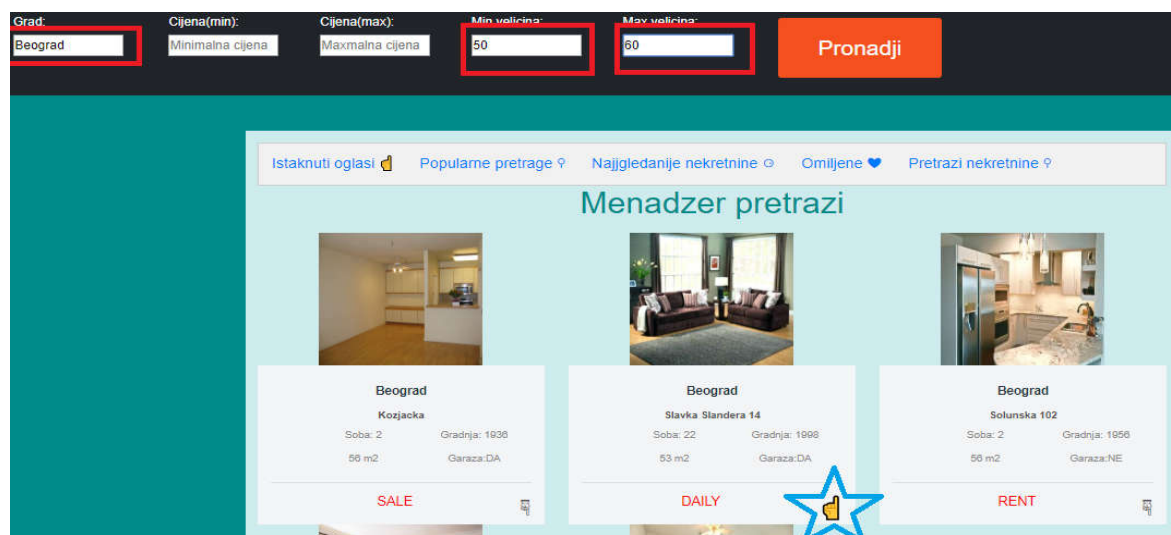 Grad: Cijena(min): Cijena(max): Min velicina: Max velicina:
Beograd Minimalna cijena Maxmalna cijena 50 60 Pronadji
Istaknuti oglasi Popularne pretrage Najjgledanije nekretnine Omiljene Pretrazi nekretnine
Menadzer pretrazi
Beograd
Kozjacka
Soba: 2 Gradnja: 1936
56 m2 Garaza:DA
SALE
Beograd
Slavka Slandera 14
Soba: 22 Gradnja: 1998
53 m2 Garaza:DA
DAILY
Beograd
Solunska 102
Soba: 2 Gradnja: 1956
56 m2 Garaza:NE
RENT